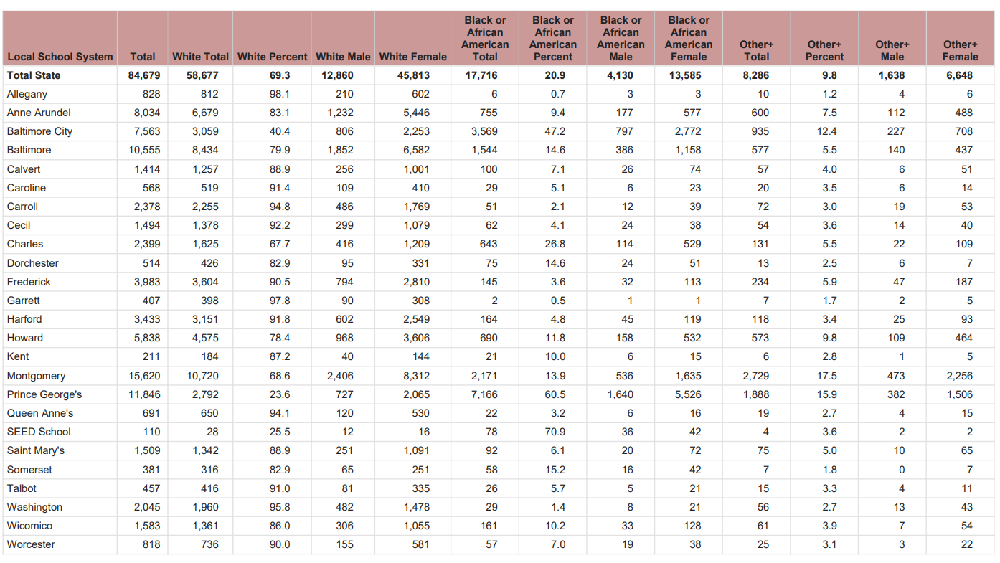 Local School System Total White Total White Percent White Male White Female Black or African American Total Black or African American Percent Black or African American Male Black or African American Female Other+ Total Other+ Percent Other+ Male Other+ Female
Total State 84,679 58,677 69.3 12,860 45,813 17,716 20.9 4,130 13,585 8,286 9.8 1,638 6,648
Allegany 828 812 98.1 210 602 6 0.7 3 3 10 1.2 4 6
Anne Arundel 8,034 6,679 83.1 1,232 5,446 755 9.4 177 577 600 7.5 112 488
Baltimore City 7,563 3,059 40.4 806 2,253 3,569 47.2 797 2,772 935 12.4 227 708
Baltimore 10,555 8,434 79.9 1,852 6,582 1,544 14.6 386 1,158 577 5.5 140 437
Calvert 1,414 1,257 88.9 256 1,001 100 7.1 26 74 57 4.0 6 51
Caroline 568 519 91.4 109 410 29 5.1 6 23 20 3.5 6 14
Carroll 2,378 2,255 94.8 486 1,769 51 2.1 12 39 72 3.0 19 53
Cecil 1,494 1,378 92.2 299 1,079 62 4.1 24 38 54 3.6 14 40
Charles 2,399 1,625 67.7 416 1,209 643 26.8 114 529 131 5.5 22 109
Dorchester 514 426 82.9 95 331 75 14.6 24 51 13 2.5 6 7
Frederick 3,983 3,604 90.5 794 2,810 145 3.6 32 113 234 5.9 47 187
Garrett 407 398 97.8 90 308 2 0.5 1 1 7 1.7 2 5
Harford 3,433 3,151 91.8 602 2,549 164 4.8 45 119 118 3.4 25 93
Howard 5,838 4,575 78.4 968 3,606 690 11.8 158 532 573 9.8 109 464
Kent 211 184 87.2 40 144 21 10.0 6 15 6 2.8 1 5
Montgomery 15,620 10,720 68.6 2,406 8,312 2,171 13.9 536 1,635 2,729 17.5 473 2,256
Prince George's 11,846 2,792 23.6 727 2,065 7,166 60.5 1,640 5,526 1,888 15.9 382 1,506
Queen Anne's 691 650 94.1 120 530 22 3.2 6 16 19 2.7 4 15
SEED School 110 28 25.5 12 16 78 70.9 36 42 4 3.6 2 2
Saint Mary's 1,509 1,342 88.9 251 1,091 92 6.1 20 72 75 5.0 10 65
Somerset 381 316 82.9 65 251 58 15.2 16 42 7 1.8 0 7
Talbot 457 416 91.0 81 335 26 5.7 5 21 15 3.3 4 11
Washington 2,045 1,960 95.8 482 1,478 29 1.4 8 21 56 2.7 13 43
Wicomico 1,583 1,361 86.0 306 1,055 161 10.2 33 128 61 3.9 7 54
Worcester 818 736 90.0 155 581 57 7.0 19 38 25 3.1 3 22